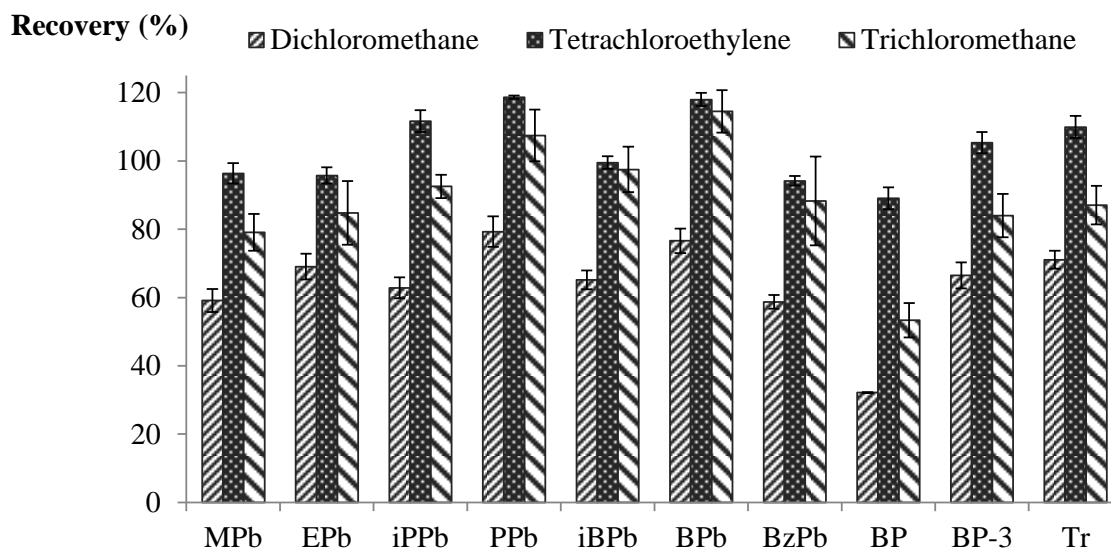 Recovery (%)
Dichloromethane Tetrachloroethylene Trichloromethane
120
100
80
60
40
20
0
MPb EPb iPPb PPb iBPb BPb BzPb BP BP-3 Tr